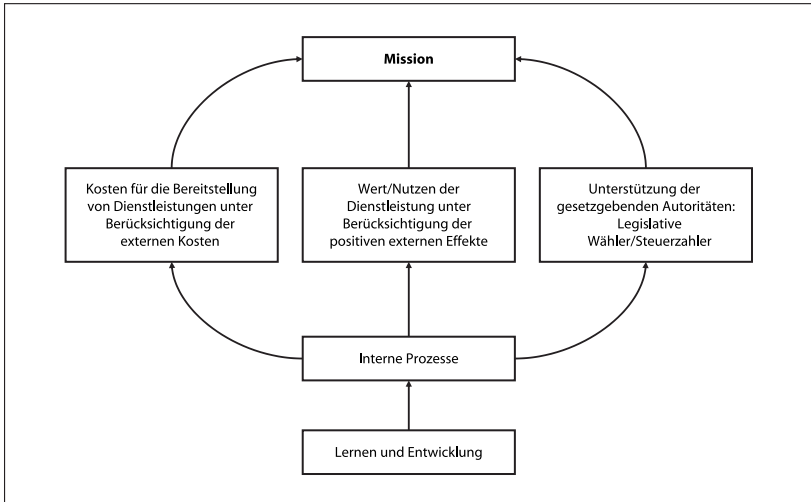 Mission
Kosten für die Bereitstellung
von Dienstleistungen unter
Berücksichtigung der
externen Kosten
Wert/Nutzen der
Dienstleistung unter
Berücksichtigung der
positiven externen Effekte
Unterstützung der
gesetzgebenden Autoritäten:
Legislative
Wähler/Steuerzahler
Interne Prozesse
Lernen und Entwicklung